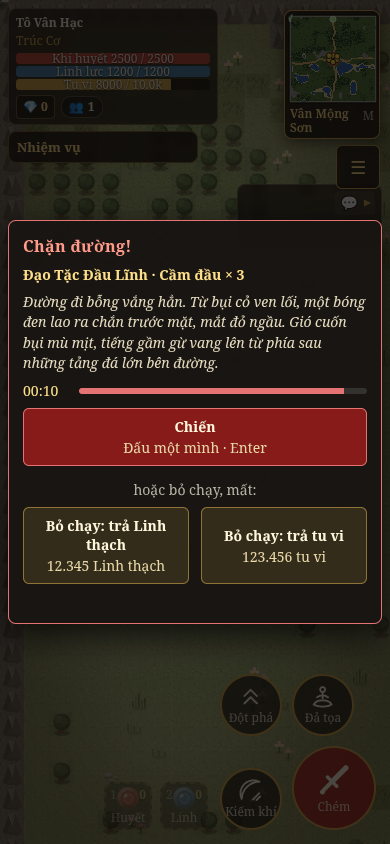 Tô Vân Hạc
Trúc Cơ
Khí huyết 2500 / 2500
Linh lực 1200 / 1200
Tu vi 8000 / 10.0k
💎 0
👥 1
Vân Mộng Sơn
M
Nhiệm vụ
☰
💬 ▸
Chặn đường!
Đạo Tặc Đầu Lĩnh · Cầm đầu × 3
Đường đi bỗng vắng hẳn. Từ bụi cỏ ven lối, một bóng
đen lao ra chắn trước mặt, mắt đỏ ngầu. Gió cuốn
bụi mù mịt, tiếng gầm gừ vang lên từ phía sau
những tảng đá lớn bên đường.
00:10
Chiến
Đấu một mình · Enter
hoặc bỏ chạy, mất:
Bỏ chạy: trả Linh
thạch
12.345 Linh thạch
Bỏ chạy: trả tu vi
123.456 tu vi
Đột phá
Đả tọa
Huyết
0
Linh
0
Kiếm khí
Chém